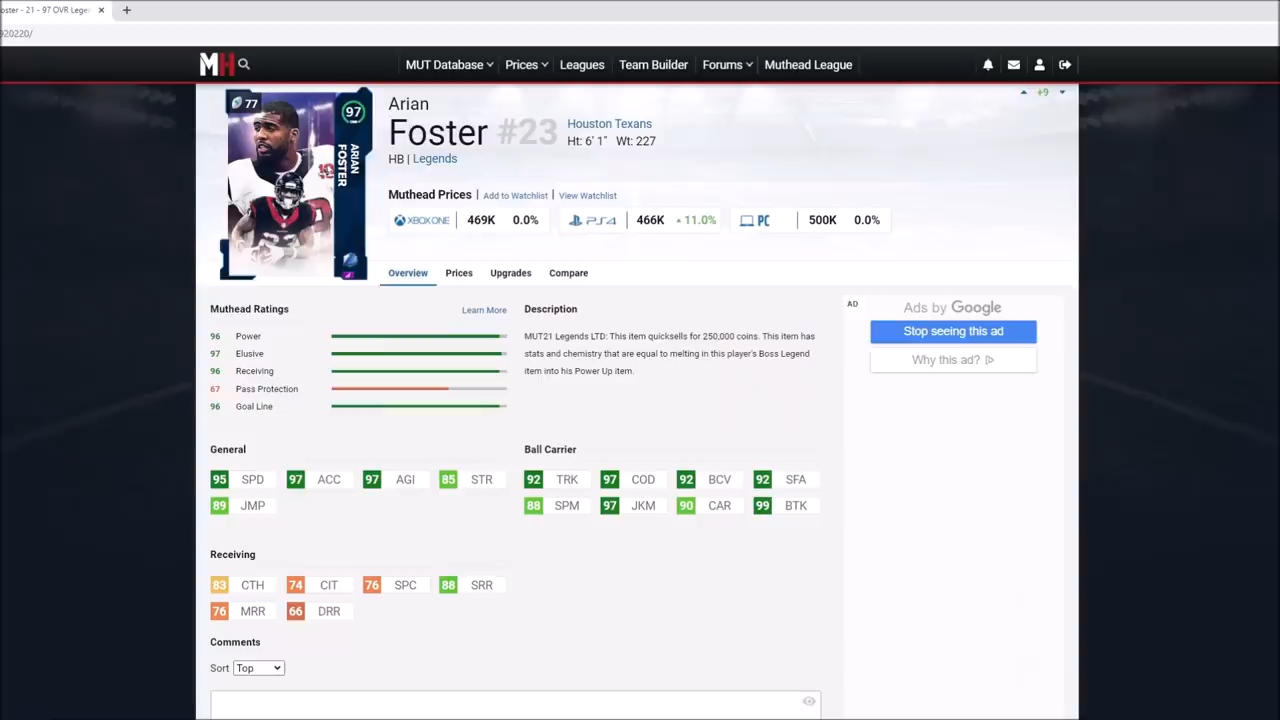 oster - 21 - 97 OVR Lege
920220/
MH MUT Database Prices Leagues Team Builder Forums Muthead League
77
97
ARIAN
FOSTER
Arian
Foster #23
HB | Legends
Houston Texans
Ht: 6' 1" Wt: 227
+9
Muthead Prices | Add to Watchlist | View Watchlist
XBOX ONE 469K 0.0% PS4 466K 11.0% PC 500K 0.0%
Overview Prices Upgrades Compare
Muthead Ratings Learn More
96 Power
97 Elusive
96 Receiving
67 Pass Protection
96 Goal Line
Description
MUT21 Legends LTD: This item quicksells for 250,000 coins. This item has
stats and chemistry that are equal to melting in this player's Boss Legend
item into his Power Up item.
AD
Ads by Google
Stop seeing this ad
Why this ad?
General
95 SPD 97 ACC 97 AGI 85 STR
89 JMP
Ball Carrier
92 TRK 97 COD 92 BCV 92 SFA
88 SPM 97 JKM 90 CAR 99 BTK
Receiving
83 CTH 74 CIT 76 SPC 88 SRR
76 MRR 66 DRR
Comments
Sort Top